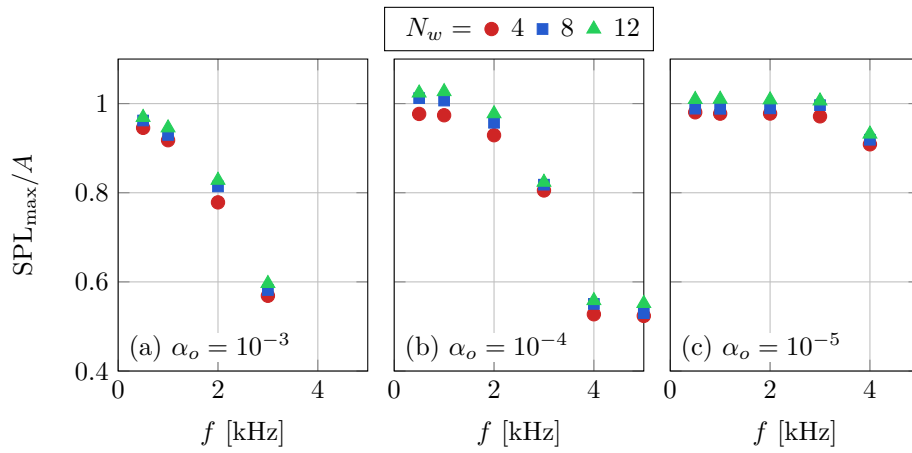 N_w = 4 8 12
SPL_max/A
1
0.8
0.6
0.4
(a) α_o = 10^−3
(b) α_o = 10^−4
(c) α_o = 10^−5
0 2 4 0 2 4 0 2 4
f [kHz] f [kHz] f [kHz]